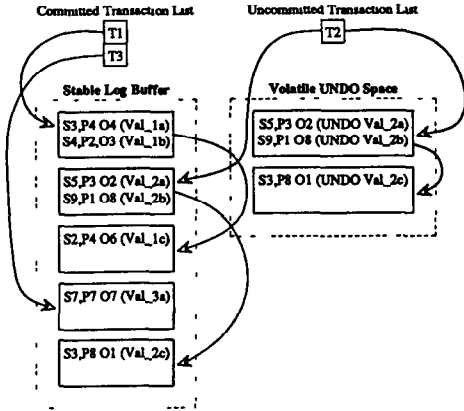 Committed Transaction List
Uncommitted Transaction List
T1
T3
T2
Stable Log Buffer
Volatile UNDO Space
S3,P4 O4 (Val_1a)
S4,P2,O3 (Val_1b)
S5,P3 O2 (Val_2a)
S9,P1 O8 (Val_2b)
S2,P4 O6 (Val_1c)
S7,P7 O7 (Val_3a)
S3,P8 O1 (Val_2c)
S5,P3 O2 (UNDO Val_2a)
S9,P1 O8 (UNDO Val_2b)
S3,P8 O1 (UNDO Val_2c)